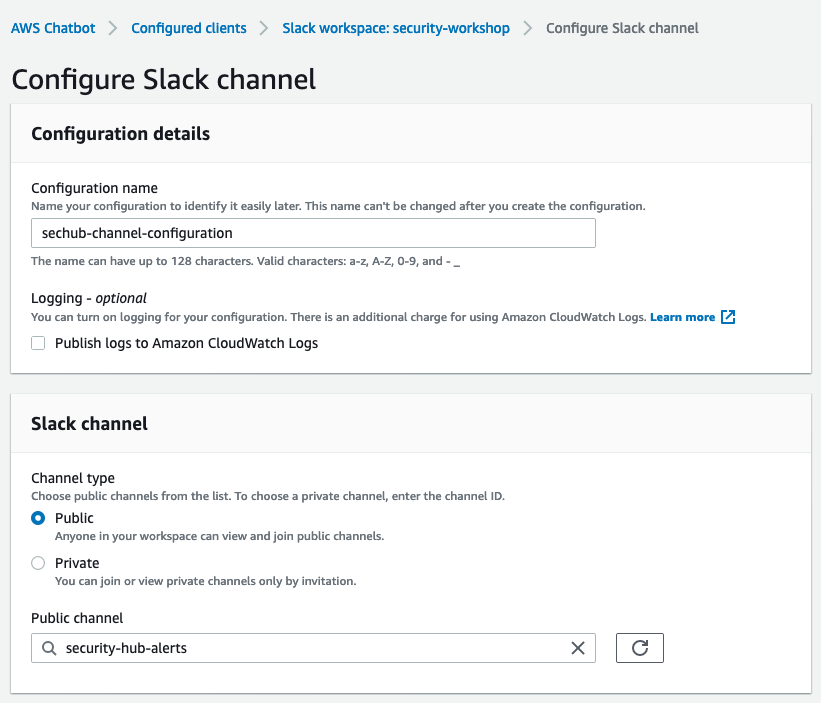 AWS Chatbot > Configured clients > Slack workspace: security-workshop > Configure Slack channel
Configure Slack channel
Configuration details
Configuration name
Name your configuration to identify it easily later. This name can't be changed after you create the configuration.
sechub-channel-configuration
The name can have up to 128 characters. Valid characters: a-z, A-Z, 0-9, and - _
Logging - optional
You can turn on logging for your configuration. There is an additional charge for using Amazon CloudWatch Logs. Learn more
Publish logs to Amazon CloudWatch Logs
Slack channel
Channel type
Choose public channels from the list. To choose a private channel, enter the channel ID.
Public
Anyone in your workspace can view and join public channels.
Private
You can join or view private channels only by invitation.
Public channel
security-hub-alerts